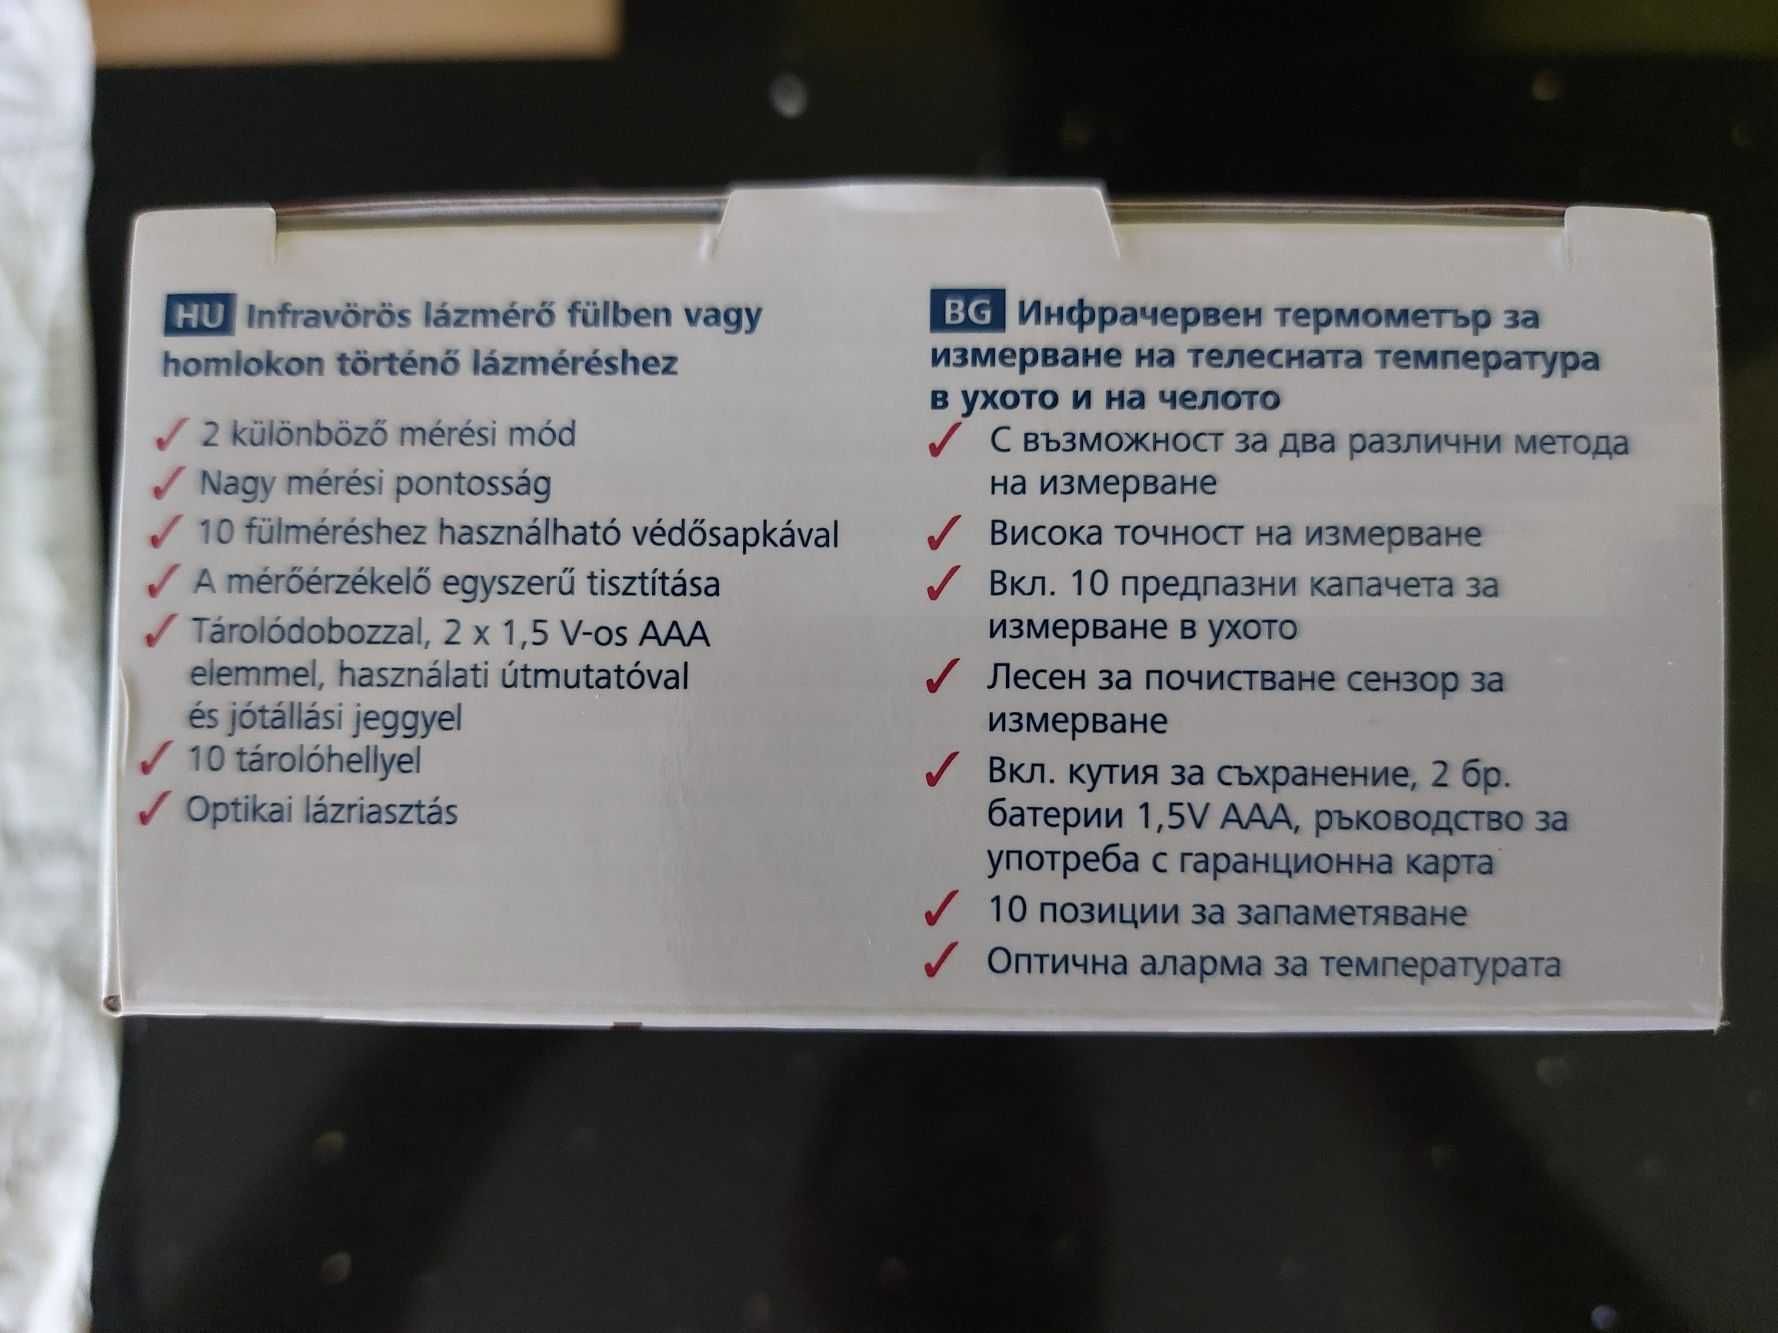 HU Infravörös lázmérő fülben vagy
homlokon történő lázméréshez
✓ 2 különböző mérési mód
✓ Nagy mérési pontosság
✓ 10 fülméréshez használható védősapkával
✓ A mérőérzékelő egyszerű tisztítása
✓ Tárolódobozzal, 2 x 1,5 V-os AAA
elemmel, használati útmutatóval
és jótállási jeggyel
✓ 10 tárolóhellyel
✓ Optikai lázriasztás
BG Инфрачервен термометър за
измерване на телесната температура
в ухото и на челото
✓ С възможност за два различни метода
на измерване
✓ Висока точност на измерване
✓ Вкл. 10 предпазни капачета за
измерване в ухото
✓ Лесен за почистване сензор за
измерване
✓ Вкл. кутия за съхранение, 2 бр.
батерии 1,5V AAA, ръководство за
употреба с гаранционна карта
✓ 10 позиции за запаметяване
✓ Оптична аларма за температурата